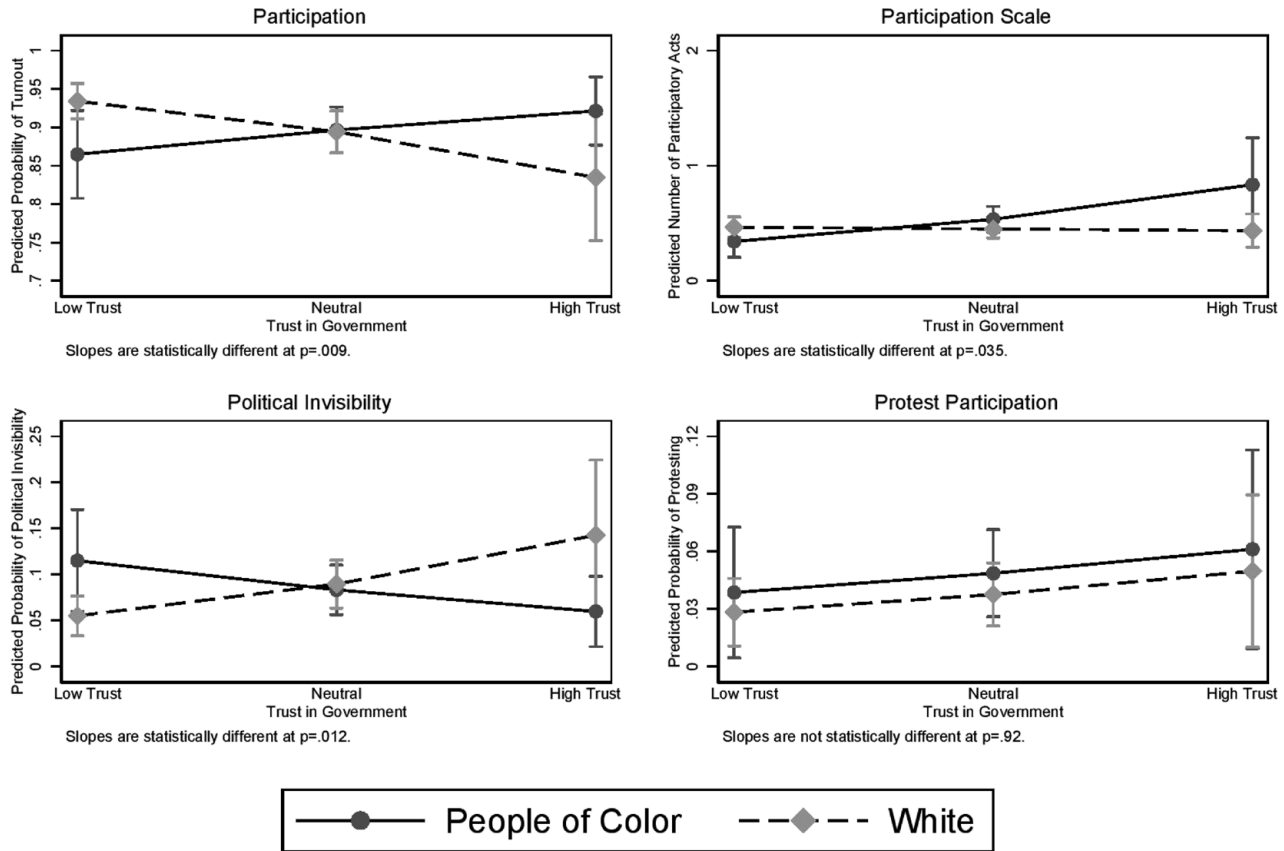 Participation
Predicted Probability of Turnout
1
.95
.9
.85
.8
.75
.7
Low Trust Neutral High Trust
Trust in Government
Slopes are statistically different at p=.009.
Participation Scale
Predicted Number of Participatory Acts
2
1
0
Low Trust Neutral High Trust
Trust in Government
Slopes are statistically different at p=.035.
Political Invisibility
Predicted Probability of Political Invisibility
.25
.2
.15
.1
.05
0
Low Trust Neutral High Trust
Trust in Government
Slopes are statistically different at p=.012.
Protest Participation
Predicted Probability of Protesting
.12
.09
.06
.03
0
Low Trust Neutral High Trust
Trust in Government
Slopes are not statistically different at p=.92.
People of Color White